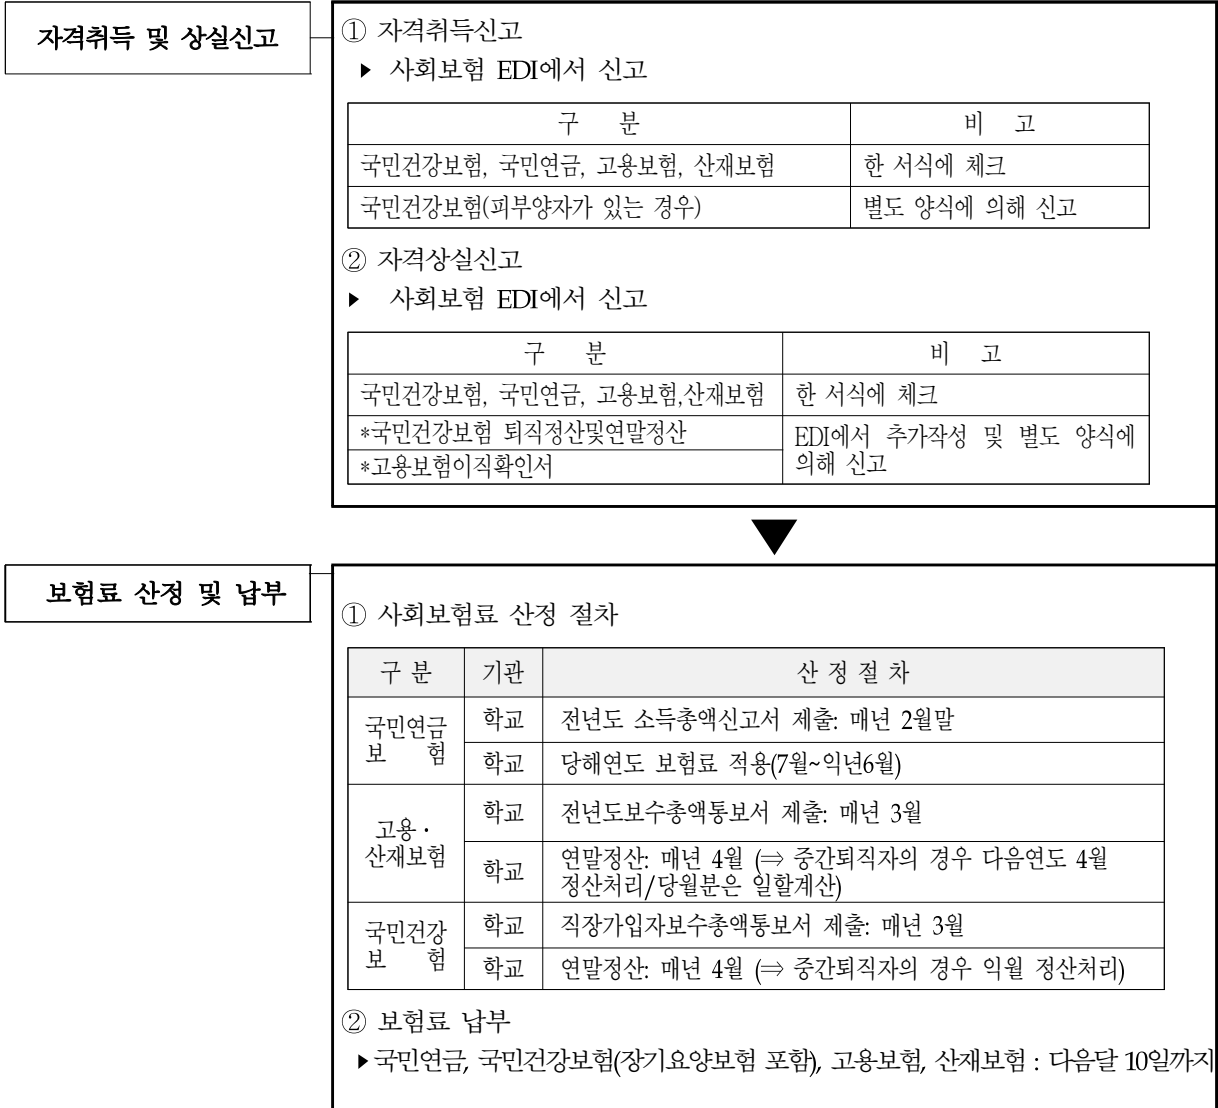 자격취득 및 상실신고
① 자격취득신고
▶ 사회보험 EDI에서 신고
구 분 비 고
국민건강보험, 국민연금, 고용보험, 산재보험 한 서식에 체크
국민건강보험(피부양자가 있는 경우) 별도 양식에 의해 신고
② 자격상실신고
▶ 사회보험 EDI에서 신고
구 분 비 고
국민건강보험, 국민연금, 고용보험,산재보험 한 서식에 체크
*국민건강보험 퇴직정산및연말정산
*고용보험이직확인서
EDI에서 추가작성 및 별도 양식에
의해 신고
보험료 산정 및 납부
① 사회보험료 산정 절차
구 분 기관 산 정 절 차
국민연금
보 험
학교 전년도 소득총액신고서 제출: 매년 2월말
학교 당해연도 보험료 적용(7월~익년6월)
고용·
산재보험
학교 전년도보수총액통보서 제출: 매년 3월
학교 연말정산: 매년 4월 (⇒ 중간퇴직자의 경우 다음연도 4월
정산처리/당월분은 일할계산)
국민건강
보 험
학교 직장가입자보수총액통보서 제출: 매년 3월
학교 연말정산: 매년 4월 (⇒ 중간퇴직자의 경우 익월 정산처리)
② 보험료 납부
▶국민연금, 국민건강보험(장기요양보험 포함), 고용보험, 산재보험 : 다음달 10일까지